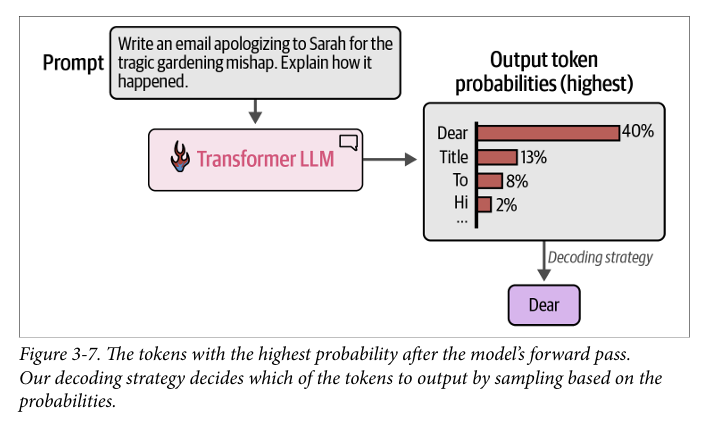 Prompt
Write an email apologizing to Sarah for the
tragic gardening mishap. Explain how it
happened.
Transformer LLM
Output token
probabilities (highest)
Dear 40%
Title 13%
To 8%
Hi 2%
...
Decoding strategy
Dear
Figure 3-7. The tokens with the highest probability after the model’s forward pass.
Our decoding strategy decides which of the tokens to output by sampling based on the
probabilities.